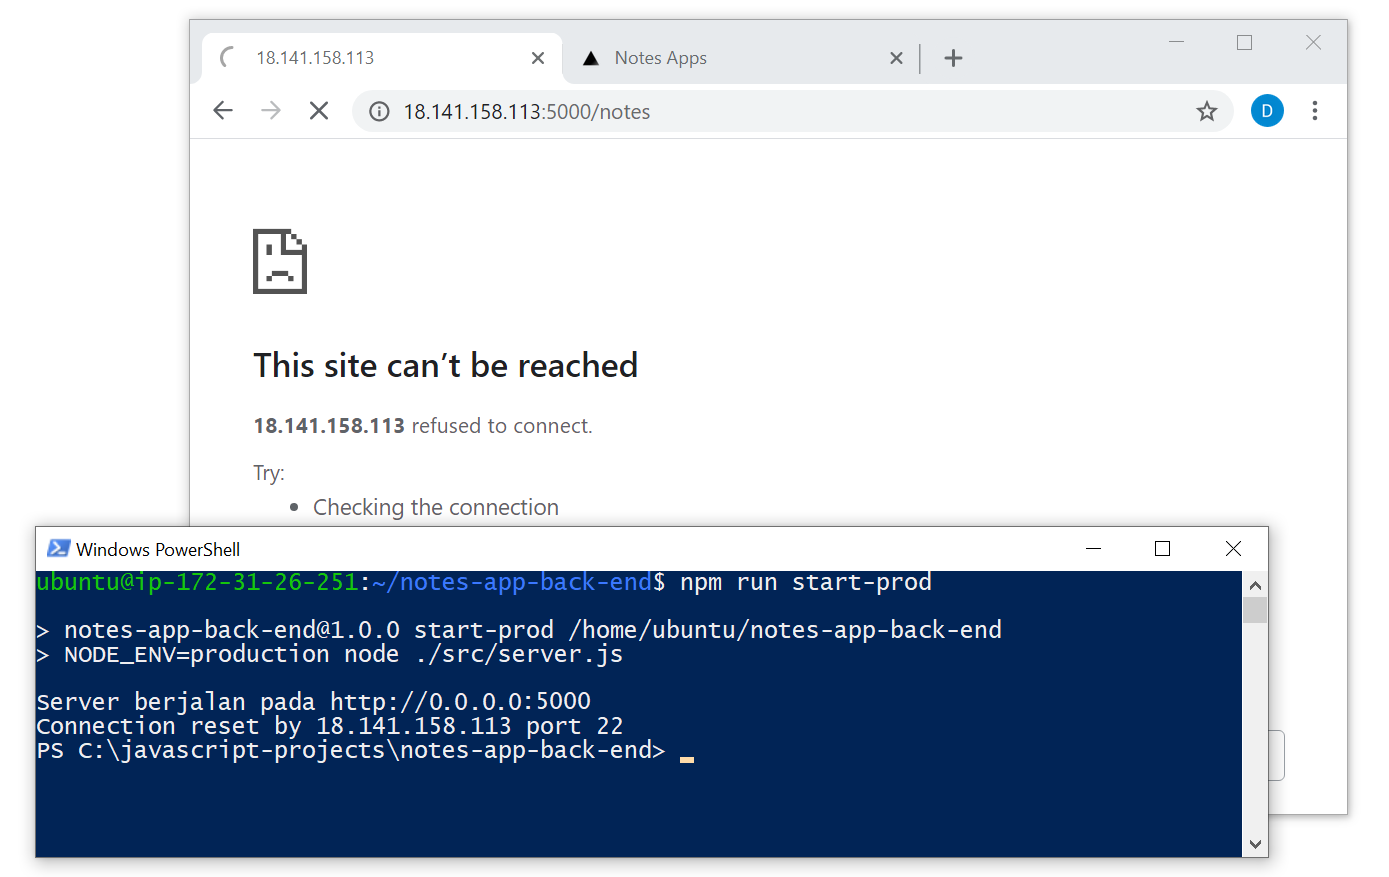 18.141.158.113
Notes Apps
18.141.158.113:5000/notes
D
This site can’t be reached
18.141.158.113 refused to connect.
Try:
• Checking the connection
Windows PowerShell
ubuntu@ip-172-31-26-251:~/notes-app-back-end$ npm run start-prod
> notes-app-back-end@1.0.0 start-prod /home/ubuntu/notes-app-back-end
> NODE_ENV=production node ./src/server.js
Server berjalan pada http://0.0.0.0:5000
Connection reset by 18.141.158.113 port 22
PS C:\javascript-projects\notes-app-back-end>